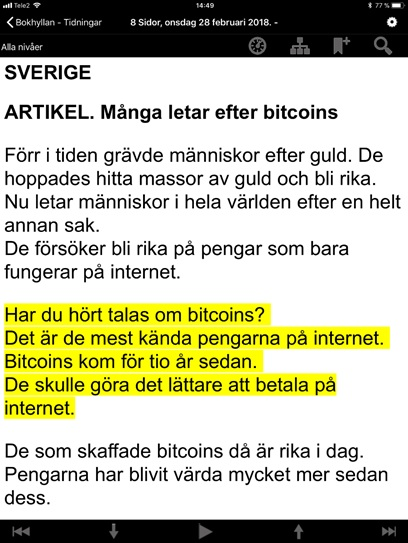 Tele2
14:49
77 %
Bokhyllan - Tidningar
8 Sidor, onsdag 28 februari 2018. -
Alla nivåer
SVERIGE
ARTIKEL. Många letar efter bitcoins
Förr i tiden grävde människor efter guld. De
hoppades hitta massor av guld och bli rika.
Nu letar människor i hela världen efter en helt
annan sak.
De försöker bli rika på pengar som bara
fungerar på internet.
Har du hört talas om bitcoins?
Det är de mest kända pengarna på internet.
Bitcoins kom för tio år sedan.
De skulle göra det lättare att betala på
internet.
De som skaffade bitcoins då är rika i dag.
Pengarna har blivit värda mycket mer sedan
dess.